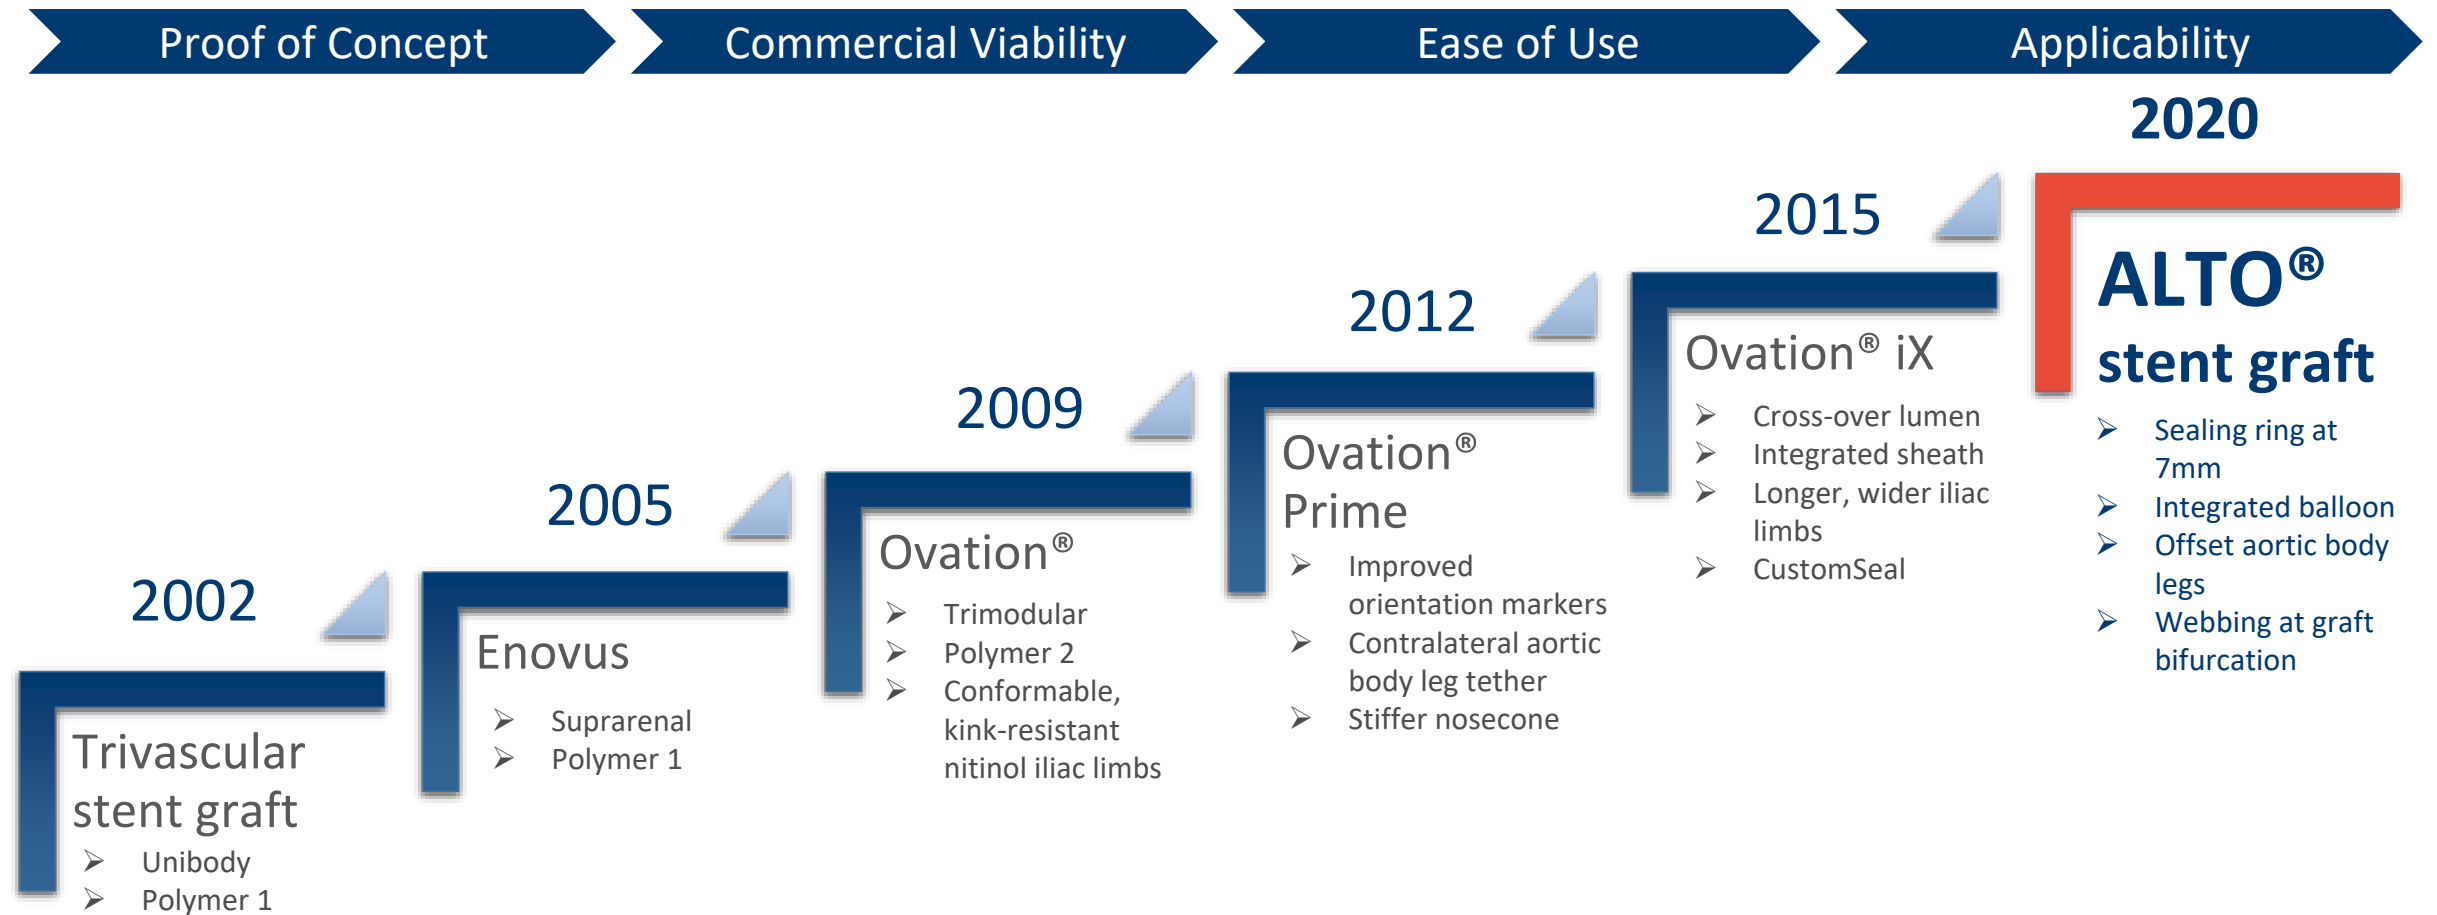 Proof of Concept
Commercial Viability
Ease of Use
Applicability
2002
Trivascular
stent graft
➢ Unibody
➢ Polymer 1
2005
Enovus
➢ Suprarenal
➢ Polymer 1
2009
Ovation®
➢ Trimodular
➢ Polymer 2
➢ Conformable,
kink-resistant
nitinol iliac limbs
2012
Ovation®
Prime
➢ Improved
orientation markers
➢ Contralateral aortic
body leg tether
➢ Stiffer nosecone
2015
Ovation® iX
➢ Cross-over lumen
➢ Integrated sheath
➢ Longer, wider iliac
limbs
➢ CustomSeal
2020
ALTO®
stent graft
➢ Sealing ring at
7mm
➢ Integrated balloon
➢ Offset aortic body
legs
➢ Webbing at graft
bifurcation